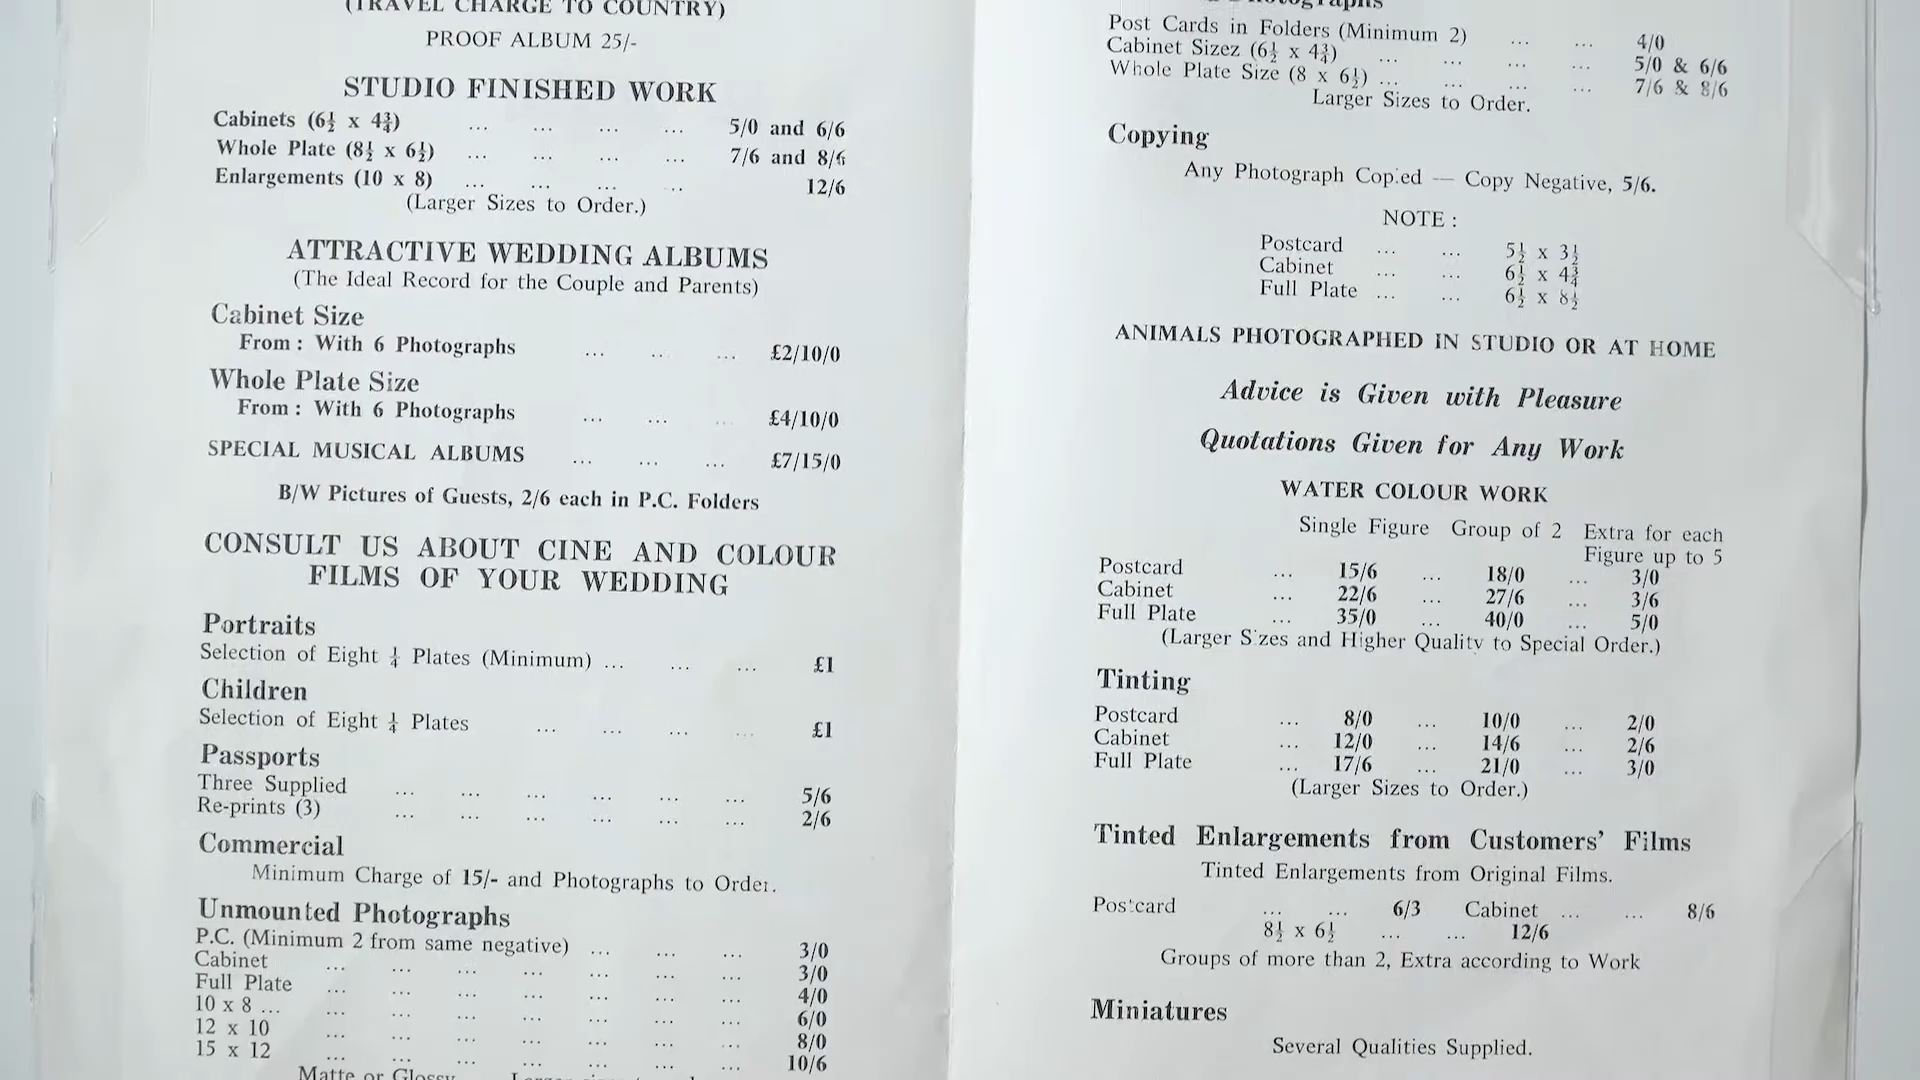 (TRAVEL CHARGE TO COUNTRY)
PROOF ALBUM 25/-
STUDIO FINISHED WORK
Cabinets (6½ x 4¾) ... ... ... ... 5/0 and 6/6
Whole Plate (8½ x 6½) ... ... ... ... 7/6 and 8/6
Enlargements (10 x 8) ... ... ... ... 12/6
(Larger Sizes to Order.)
ATTRACTIVE WEDDING ALBUMS
(The Ideal Record for the Couple and Parents)
Cabinet Size
From : With 6 Photographs ... ... ... £2/10/0
Whole Plate Size
From : With 6 Photographs ... ... ... £4/10/0
SPECIAL MUSICAL ALBUMS ... ... ... £7/15/0
B/W Pictures of Guests, 2/6 each in P.C. Folders
CONSULT US ABOUT CINE AND COLOUR
FILMS OF YOUR WEDDING
Portraits
Selection of Eight ¼ Plates (Minimum) ... ... ... £1
Children
Selection of Eight ¼ Plates ... ... ... ... £1
Passports
Three Supplied ... ... ... ... ... ... 5/6
Re-prints (3) ... ... ... ... ... ... 2/6
Commercial
Minimum Charge of 15/- and Photographs to Order.
Unmounted Photographs
P.C. (Minimum 2 from same negative) ... ... ... 3/0
Cabinet ... ... ... ... ... ... ... 3/0
Full Plate ... ... ... ... ... ... ... 4/0
10 x 8 ... ... ... ... ... ... ... ... 6/0
12 x 10 ... ... ... ... ... ... ... 8/0
15 x 12 ... ... ... ... ... ... ... 10/6
Matte or Glossy
Photographs
Post Cards in Folders (Minimum 2) ... ... 4/0
Cabinet Sizez (6½ x 4¾) ... ... ... ... 5/0 & 6/6
Whole Plate Size (8 x 6½) ... ... ... ... 7/6 & 8/6
Larger Sizes to Order.
Copying
Any Photograph Copied — Copy Negative, 5/6.
NOTE :
Postcard ... ... 5½ x 3½
Cabinet ... ... 6½ x 4¾
Full Plate ... ... 6½ x 8½
ANIMALS PHOTOGRAPHED IN STUDIO OR AT HOME
Advice is Given with Pleasure
Quotations Given for Any Work
WATER COLOUR WORK
Single Figure Group of 2 Extra for each
Figure up to 5
Postcard ... 15/6 ... 18/0 ... 3/0
Cabinet ... 22/6 ... 27/6 ... 3/6
Full Plate ... 35/0 ... 40/0 ... 5/0
(Larger Sizes and Higher Quality to Special Order.)
Tinting
Postcard ... 8/0 ... 10/0 ... 2/0
Cabinet ... 12/0 ... 14/6 ... 2/6
Full Plate ... 17/6 ... 21/0 ... 3/0
(Larger Sizes to Order.)
Tinted Enlargements from Customers' Films
Tinted Enlargements from Original Films.
Postcard ... ... 6/3 Cabinet ... ... 8/6
8½ x 6½ ... ... 12/6
Groups of more than 2, Extra according to Work
Miniatures
Several Qualities Supplied.